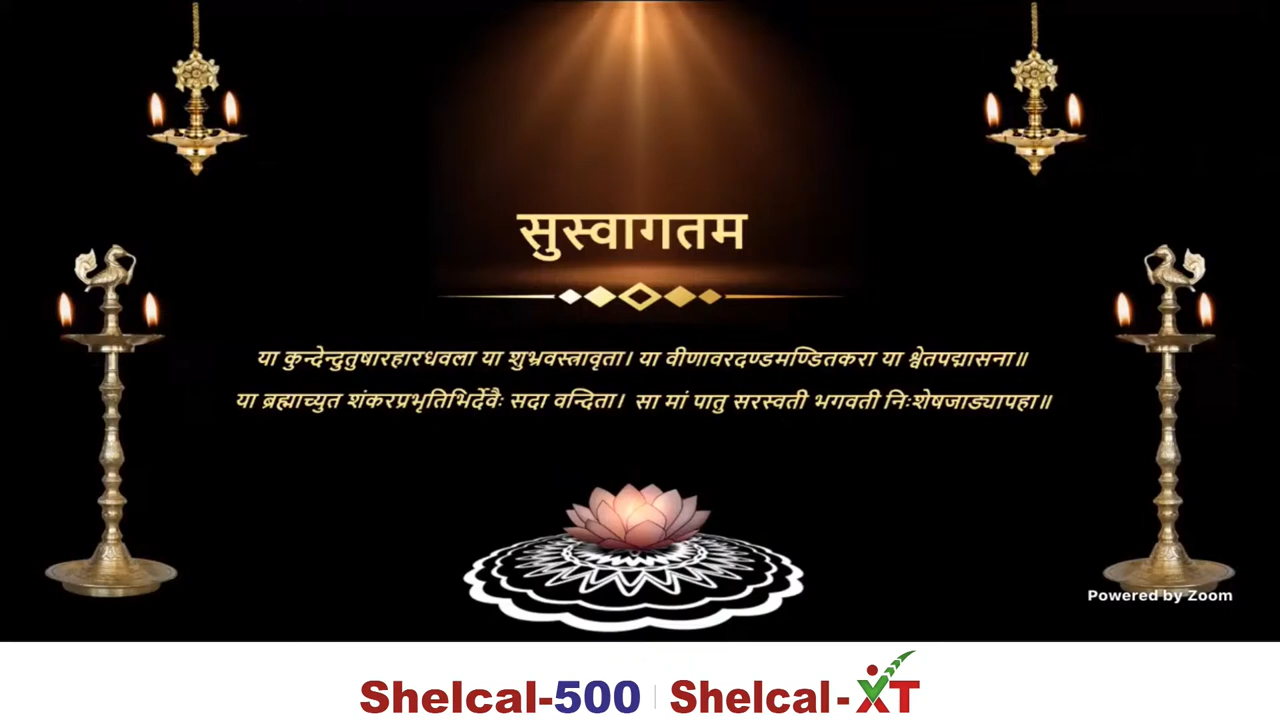 सुस्वागतम
या कुन्देन्दुतुषारहारधवला या शुभ्रवस्त्रावृता। या वीणावरदण्डमण्डितकरा या श्वेतपद्मासना॥
या ब्रह्माच्युत शंकरप्रभृतिभिर्देवैः सदा वन्दिता। सा मां पातु सरस्वती भगवती निःशेषजाड्यापहा॥
Powered by Zoom
Shelcal-500 | Shelcal-XT